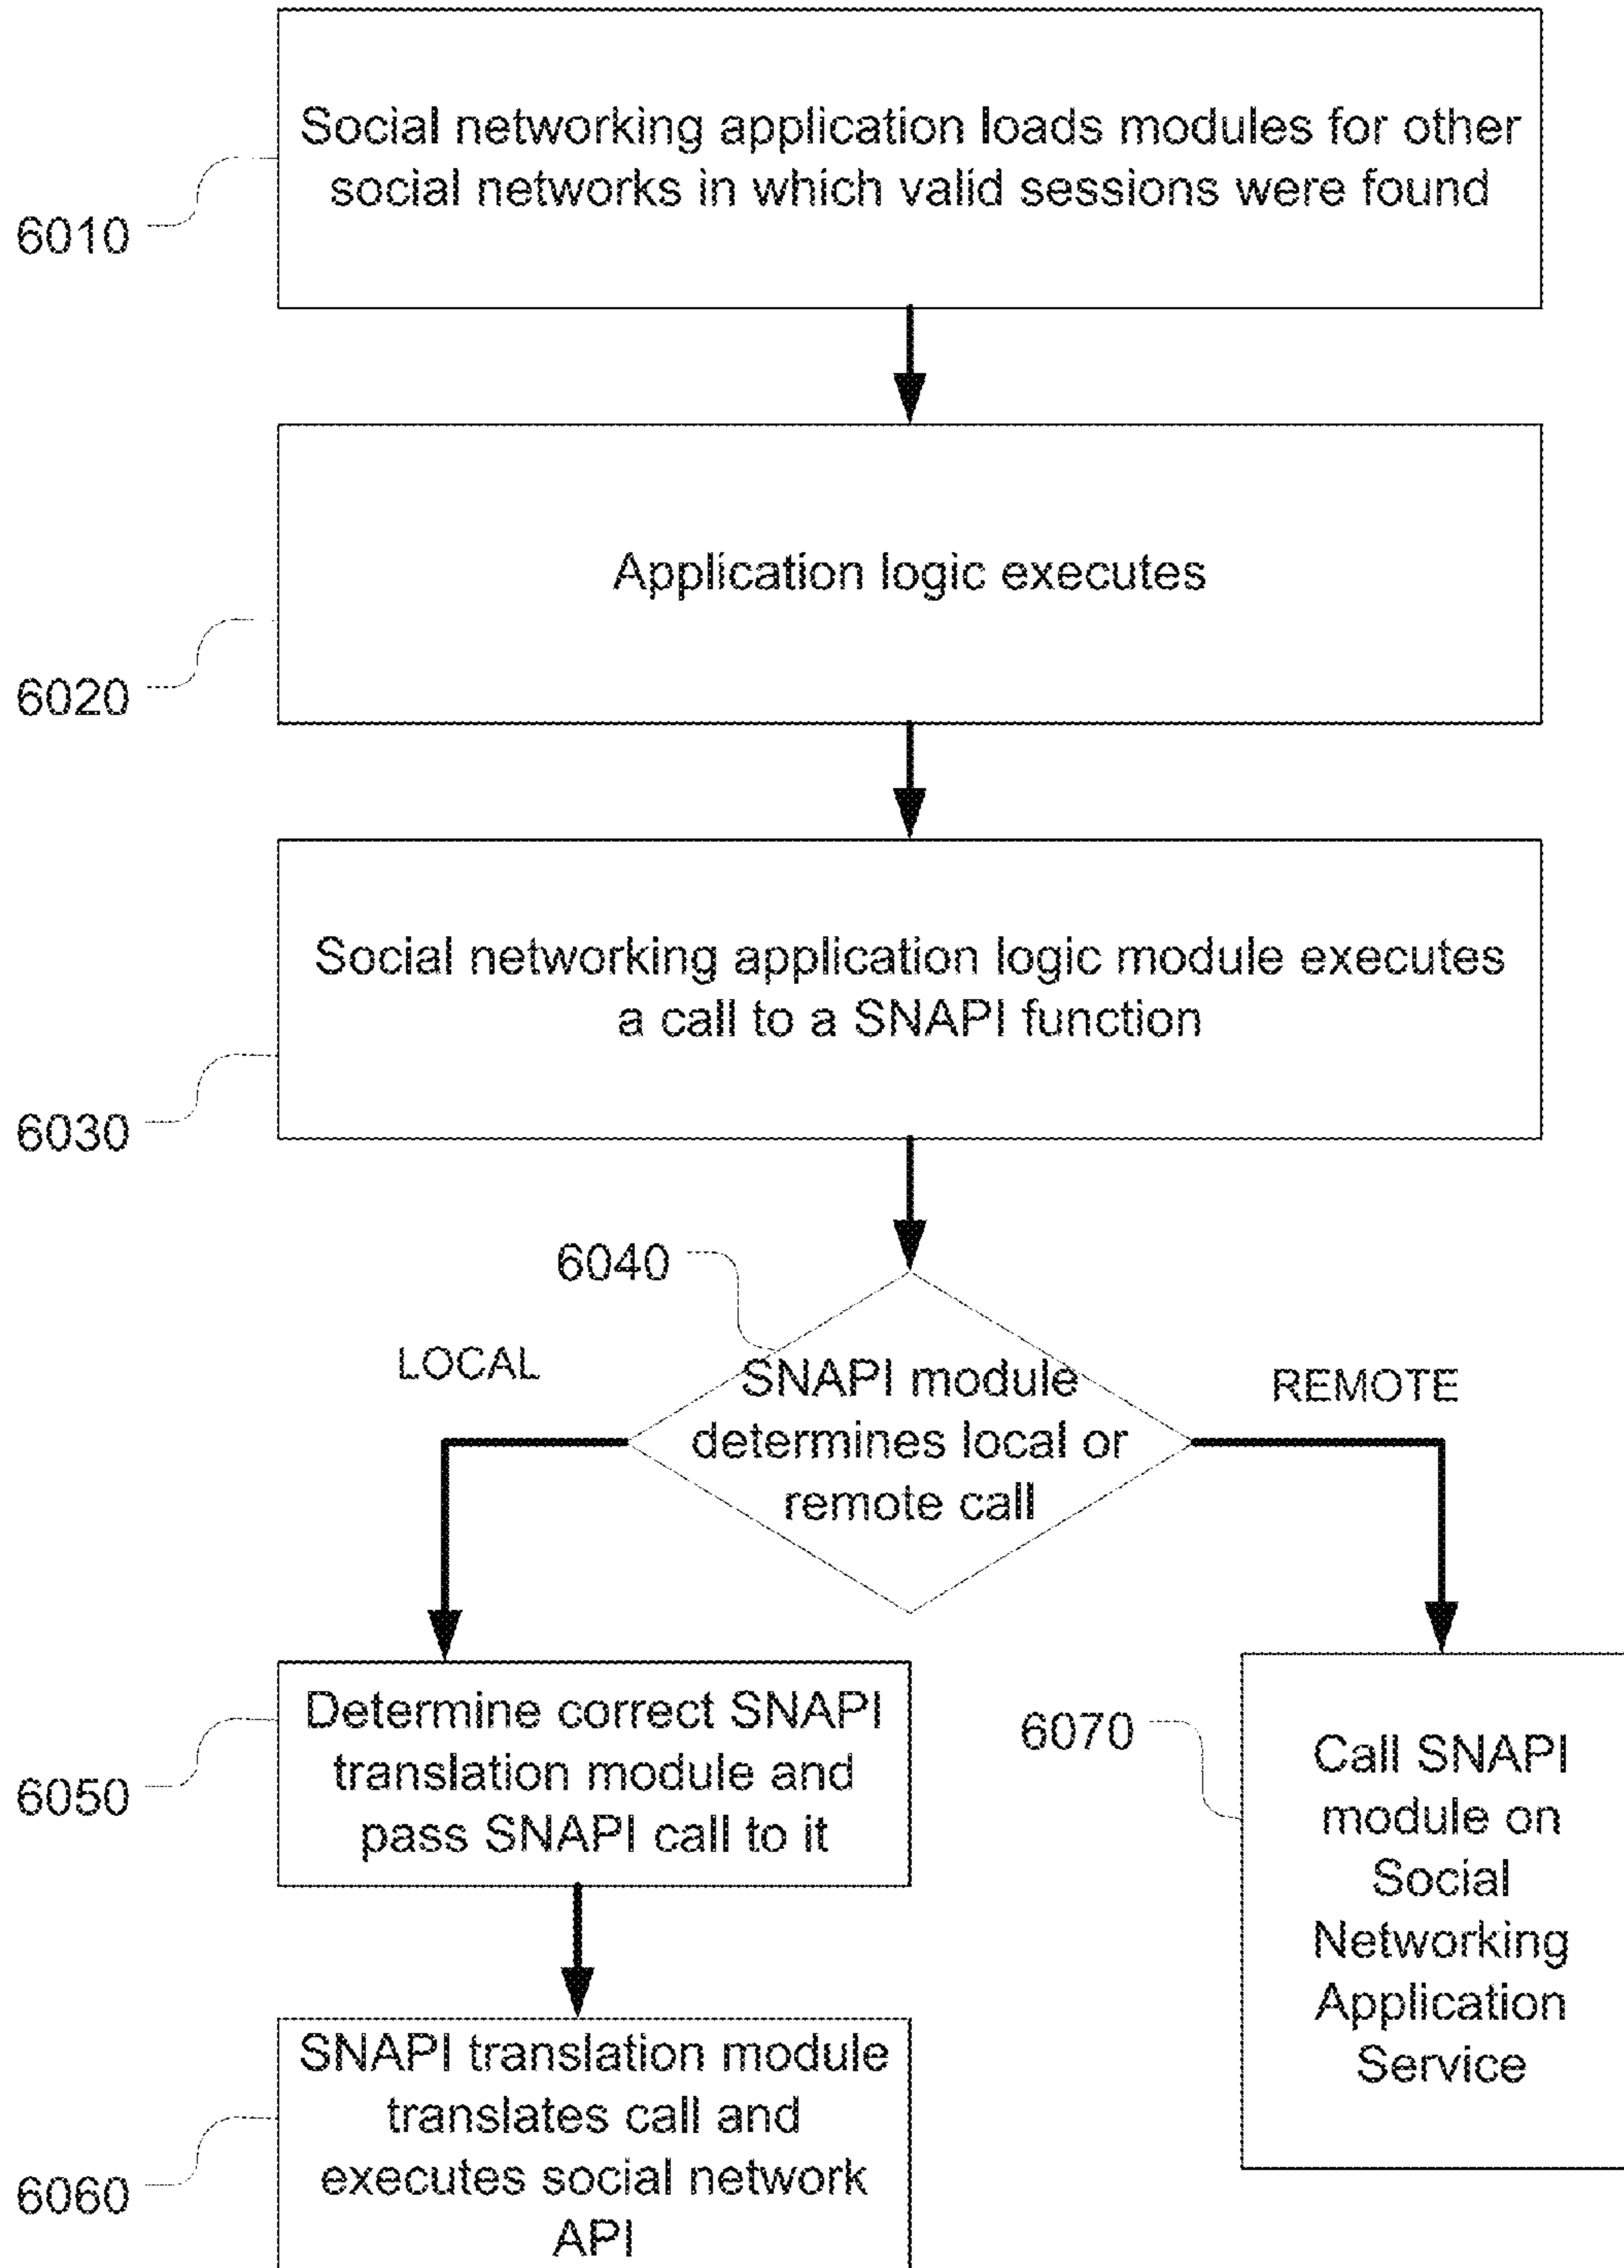 Social networking application loads modules for other
social networks in which valid sessions were found
6010
Application logic executes
6020
Social networking application logic module executes
a call to a SNAPI function
6030
6040
LOCAL
SNAPI module
determines local or
remote call
REMOTE
Determine correct SNAPI
translation module and
pass SNAPI call to it
6050
6070
Call SNAPI
module on
Social
Networking
Application
Service
SNAPI translation module
translates call and
executes social network
API
6060